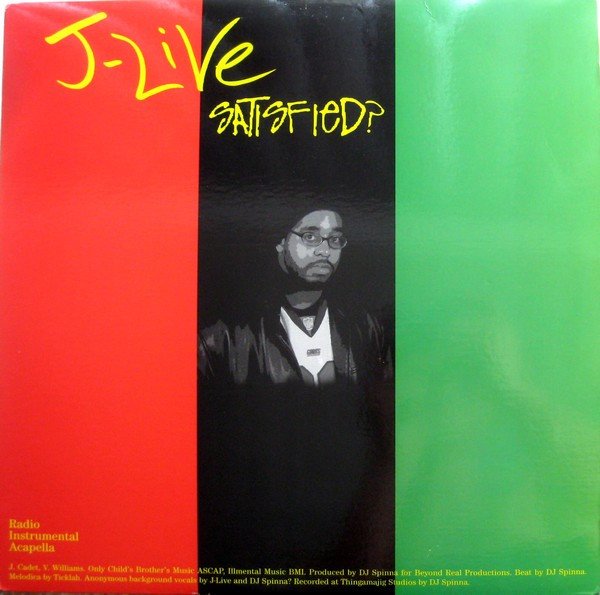 J-LiVe
SATiSFieD?
Radio
Instrumental
Acapella
J. Cadet, V. Williams. Only Child's Brother's Music ASCAP, Illmental Music BMI. Produced by DJ Spinna for Beyond Real Productions. Beat by DJ Spinna.
Melodica by Ticklah. Anonymous background vocals by J-Live and DJ Spinna? Recorded at Thingamajig Studios by DJ Spinna.